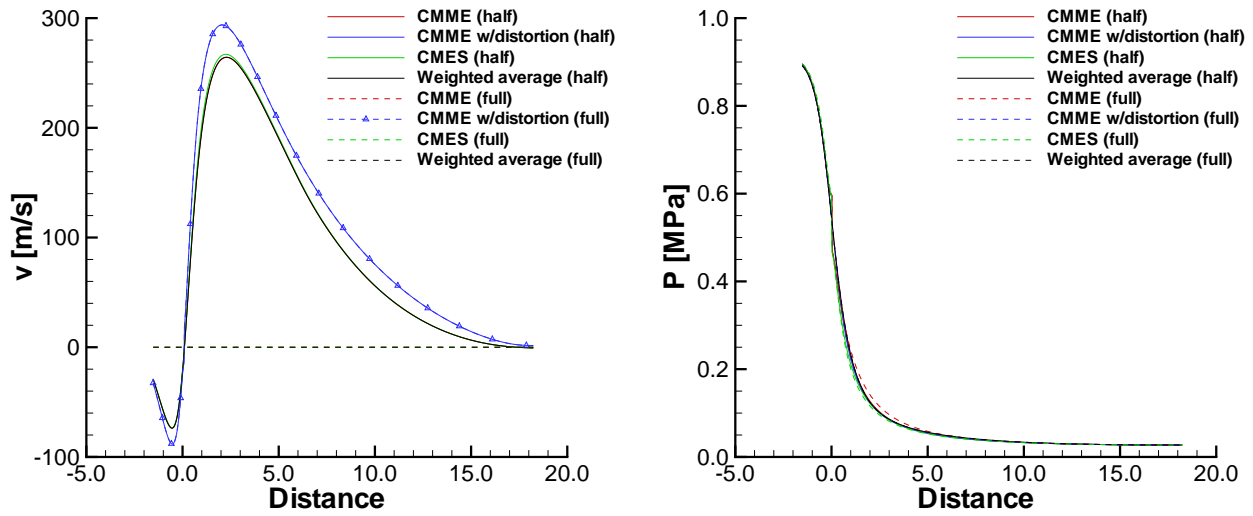 300
200
100
0
-100
v [m/s]
-5.0 0.0 5.0 10.0 15.0 20.0
Distance
CMME (half)
CMME w/distortion (half)
CMES (half)
Weighted average (half)
CMME (full)
CMME w/distortion (full)
CMES (full)
Weighted average (full)
1.0
0.8
0.6
0.4
0.2
0.0
P [MPa]
-5.0 0.0 5.0 10.0 15.0 20.0
Distance
CMME (half)
CMME w/distortion (half)
CMES (half)
Weighted average (half)
CMME (full)
CMME w/distortion (full)
CMES (full)
Weighted average (full)